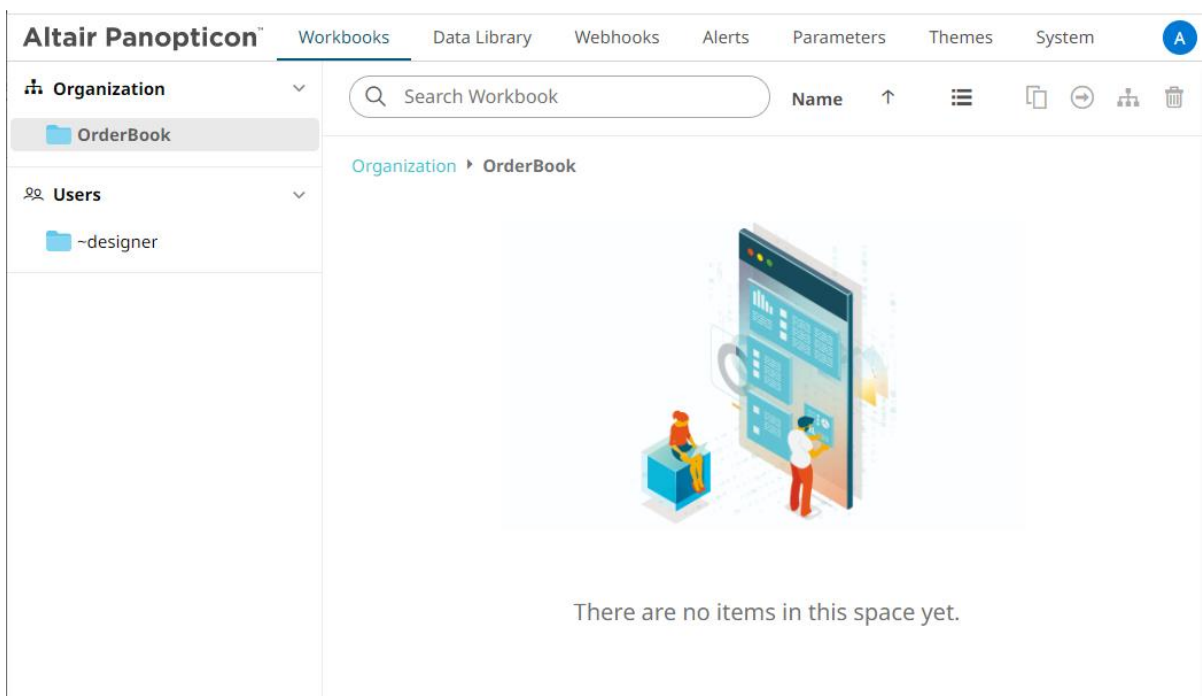 Altair Panopticon™ Workbooks Data Library Webhooks Alerts Parameters Themes System A
Organization
OrderBook
Users
~designer
Search Workbook Name
Organization OrderBook
There are no items in this space yet.